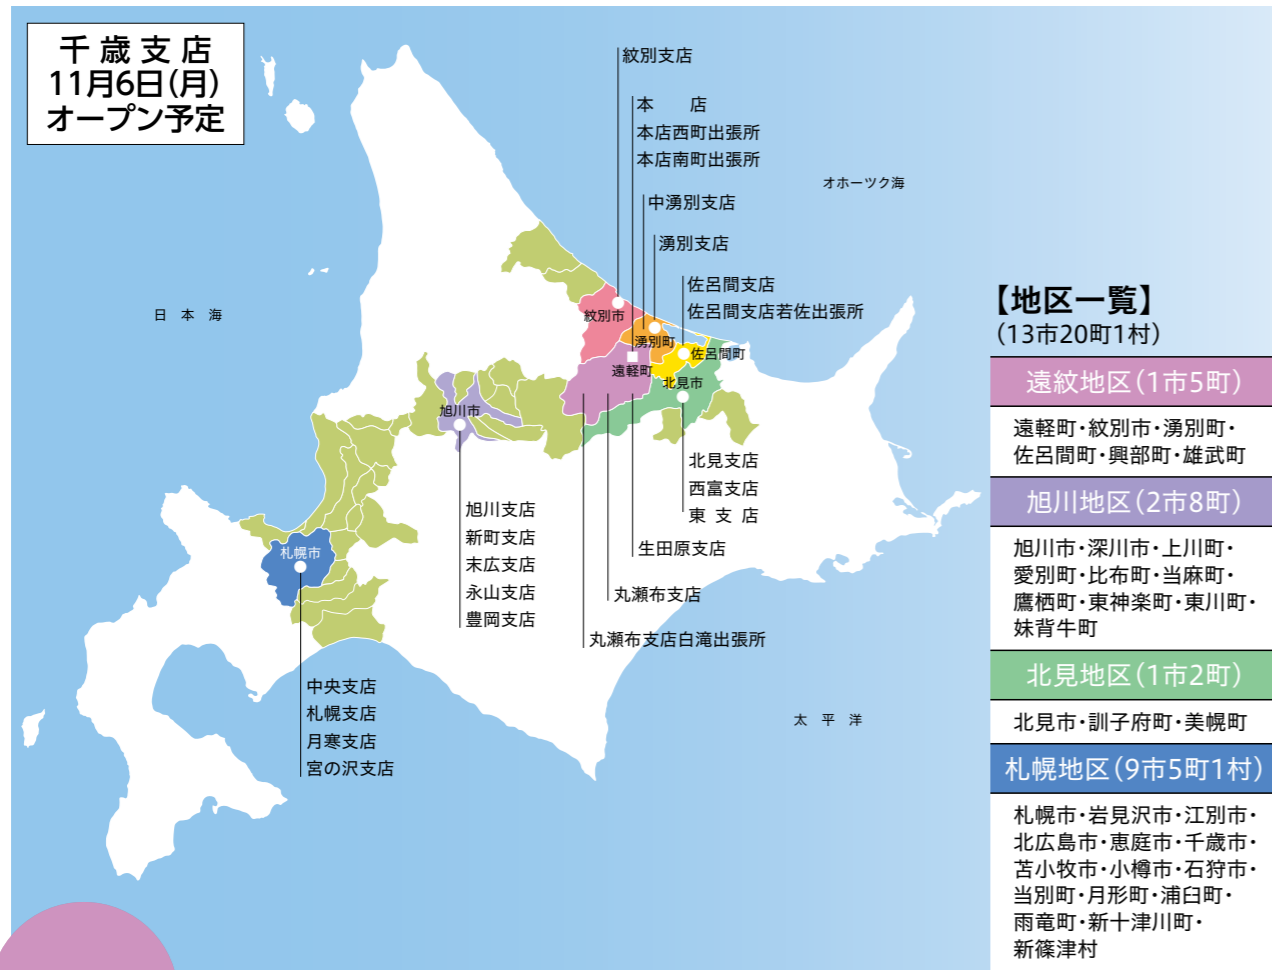 千歳支店
11月6日(月)
オープン予定
紋別支店
本　　店
本店西町出張所
本店南町出張所
中湧別支店
湧別支店
佐呂間支店
佐呂間支店若佐出張所
オホーツク海
日 本 海
太 平 洋
紋別市
湧別町
佐呂間町
遠軽町
北見市
旭川市
札幌市
北見支店
西富支店
東 支 店
生田原支店
丸瀬布支店
丸瀬布支店白滝出張所
旭川支店
新町支店
末広支店
永山支店
豊岡支店
中央支店
札幌支店
月寒支店
宮の沢支店
【地区一覧】
(13市20町1村)
遠紋地区(1市5町)
遠軽町・紋別市・湧別町・
佐呂間町・興部町・雄武町
旭川地区(2市8町)
旭川市・深川市・上川町・
愛別町・比布町・当麻町・
鷹栖町・東神楽町・東川町・
妹背牛町
北見地区(1市2町)
北見市・訓子府町・美幌町
札幌地区(9市5町1村)
札幌市・岩見沢市・江別市・
北広島市・恵庭市・千歳市・
苫小牧市・小樽市・石狩市・
当別町・月形町・浦臼町・
雨竜町・新十津川町・
新篠津村